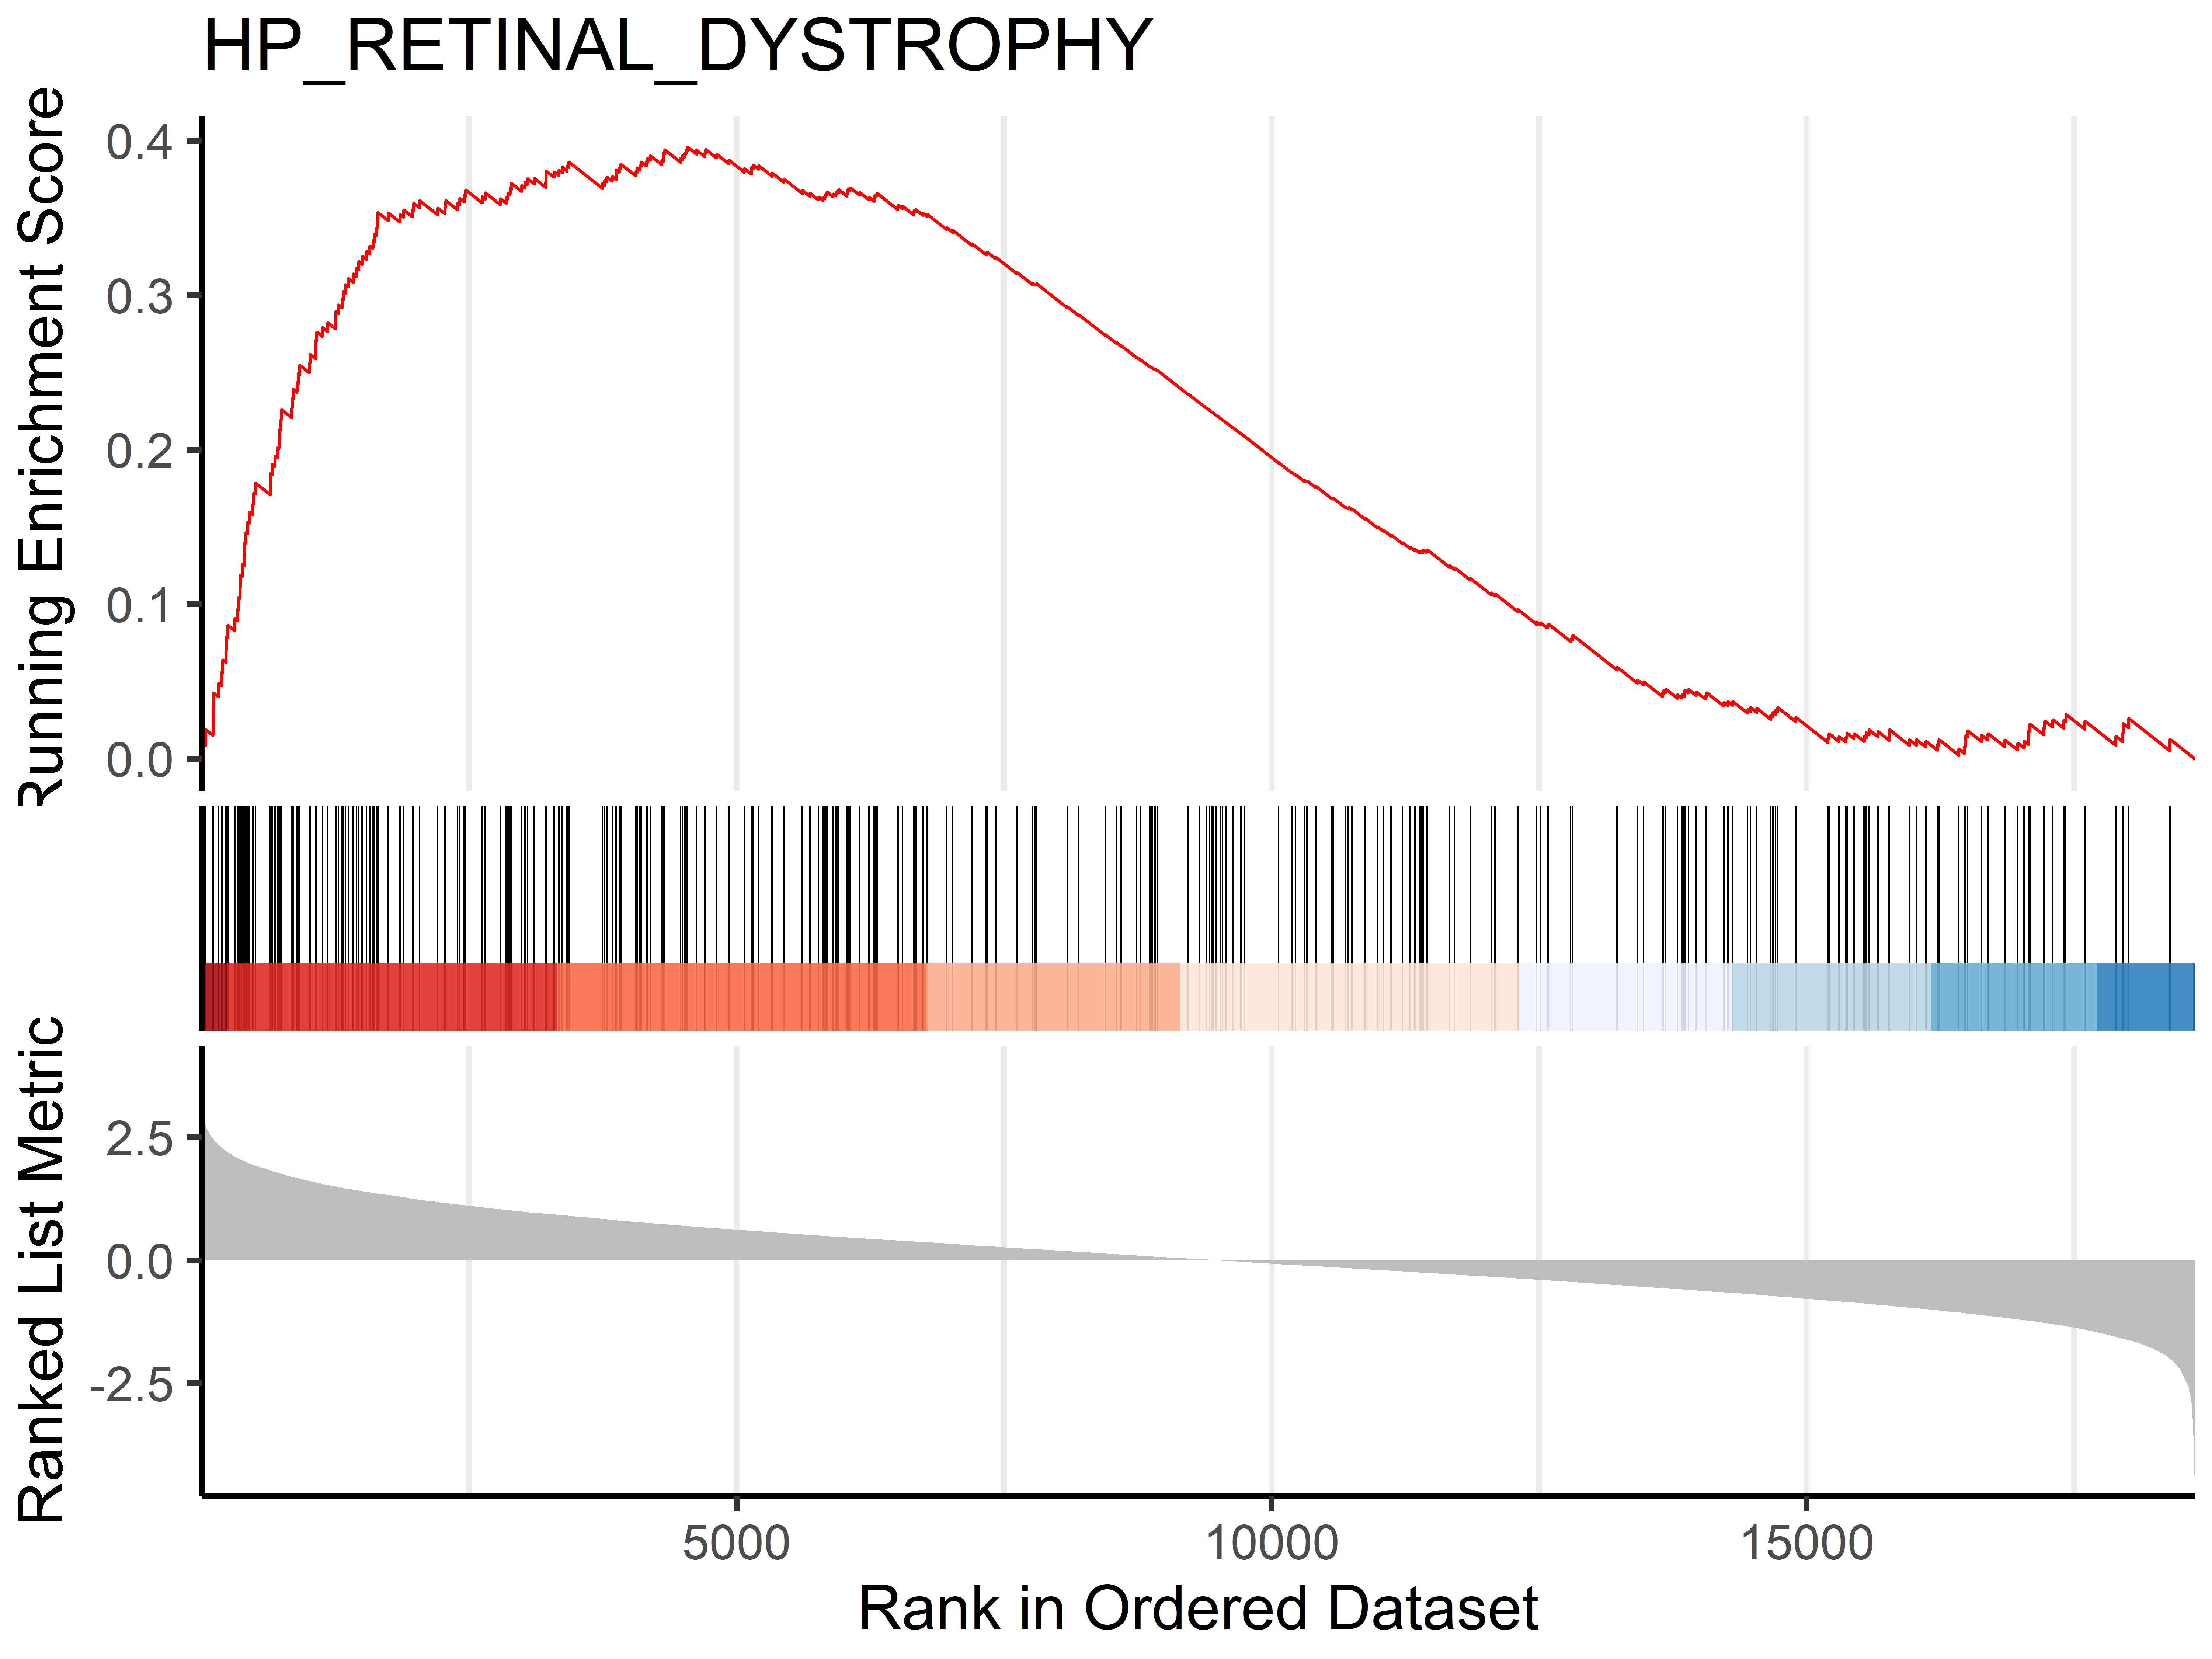 HP_RETINAL_DYSTROPHY
Running Enrichment Score
0.4
0.3
0.2
0.1
0.0
Ranked List Metric
2.5
0.0
-2.5
5000
10000
15000
Rank in Ordered Dataset